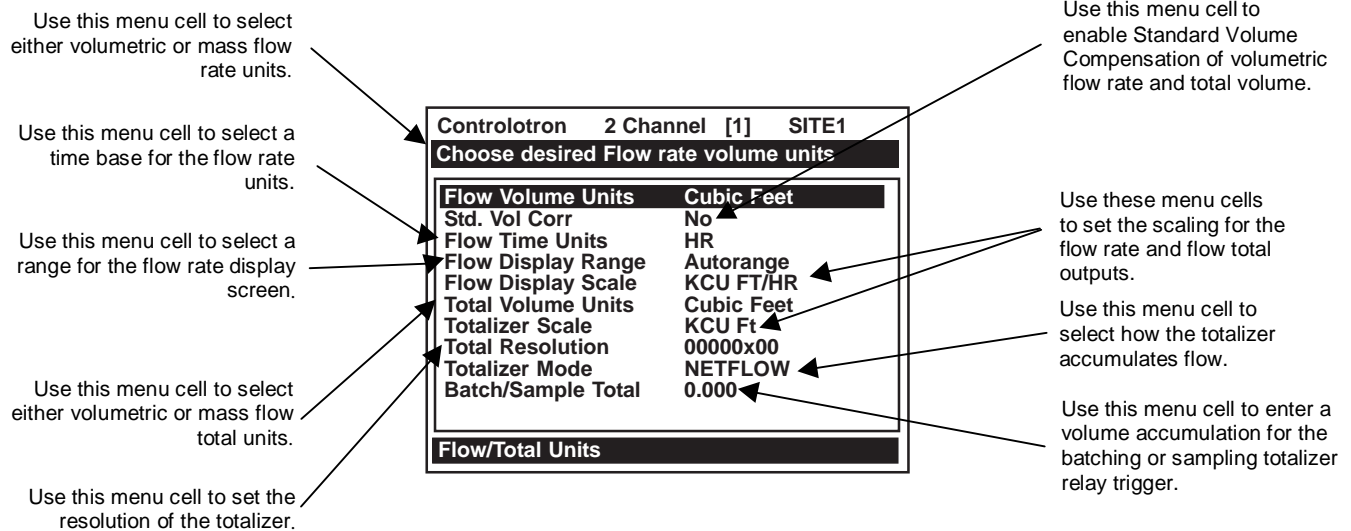 Use this menu cell to select
either volumetric or mass flow
rate units.
Use this menu cell to select a
time base for the flow rate
units.
Use this menu cell to select a
range for the flow rate display
screen.
Use this menu cell to select
either volumetric or mass flow
total units.
Use this menu cell to set the
resolution of the totalizer.
Controlotron 2 Channel [1] SITE1
Choose desired Flow rate volume units
Flow Volume Units Cubic Feet
Std. Vol Corr No
Flow Time Units HR
Flow Display Range Autorange
Flow Display Scale KCU FT/HR
Total Volume Units Cubic Feet
Totalizer Scale KCU Ft
Total Resolution 00000x00
Totalizer Mode NETFLOW
Batch/Sample Total 0.000
Flow/Total Units
Use this menu cell to
enable Standard Volume
Compensation of volumetric
flow rate and total volume.
Use these menu cells
to set the scaling for the
flow rate and flow total
outputs.
Use this menu cell to
select how the totalizer
accumulates flow.
Use this menu cell to enter a
volume accumulation for the
batching or sampling totalizer
relay trigger.